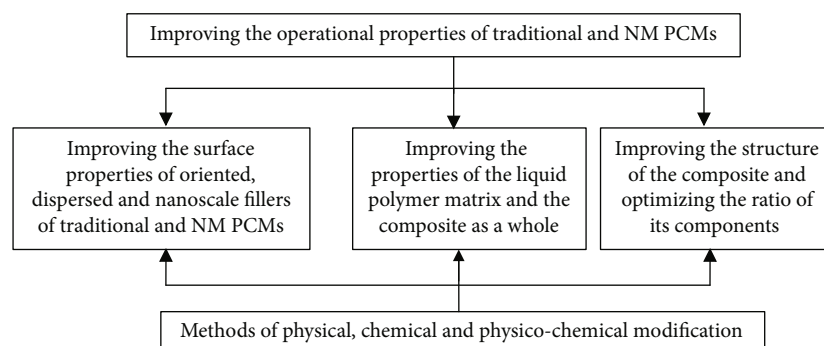 Improving the operational properties of traditional and NM PCMs
Improving the surface
properties of oriented,
dispersed and nanoscale fillers
of traditional and NM PCMs
Improving the
properties of the liquid
polymer matrix and the
composite as a whole
Improving the structure
of the composite and
optimizing the ratio of
its components
Methods of physical, chemical and physico-chemical modification